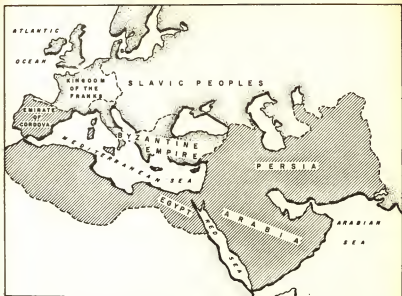 ATLANTIC
OCEAN
KINGDOM
OF THE
FRANKS
SLAVIC PEOPLES
EMIRATE
OF
CORDOVA
BYZANTINE
EMPIRE
MEDITERRANEAN SEA
PERSIA
EGYPT
ARABIA
RED
SEA
ARABIAN
SEA